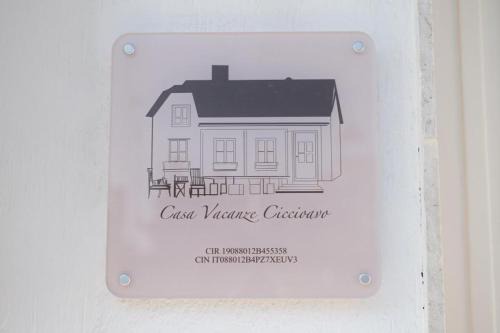 Casa Vacanze Ciccioavo
CIR 19088012B455358
CIN IT088012B4PZ7XEUV3